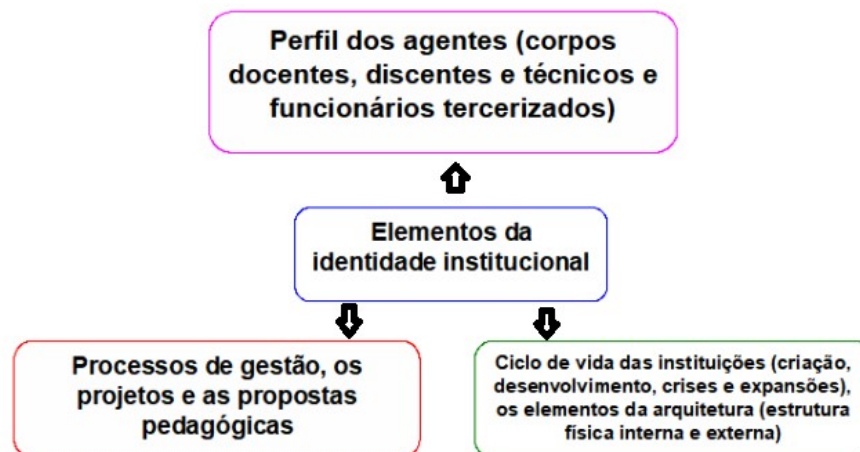 Perfil dos agentes (corpos
docentes, discentes e técnicos e
funcionários tercerizados)
Elementos da
identidade institucional
Processos de gestão, os
projetos e as propostas
pedagógicas
Ciclo de vida das instituições (criação,
desenvolvimento, crises e expansões),
os elementos da arquitetura (estrutura
física interna e externa)